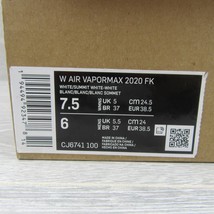 W AIR VAPORMAX 2020 FK
WHITE/SUMMIT WHITE-WHITE
BLANC/BLANC/BLANC SOMMET
7.5 UK 5 CM 24.5
BR 37 EUR 38.5
6 UK 5.5 CM 24
BR 37 EUR 38.5
CJ6741 100